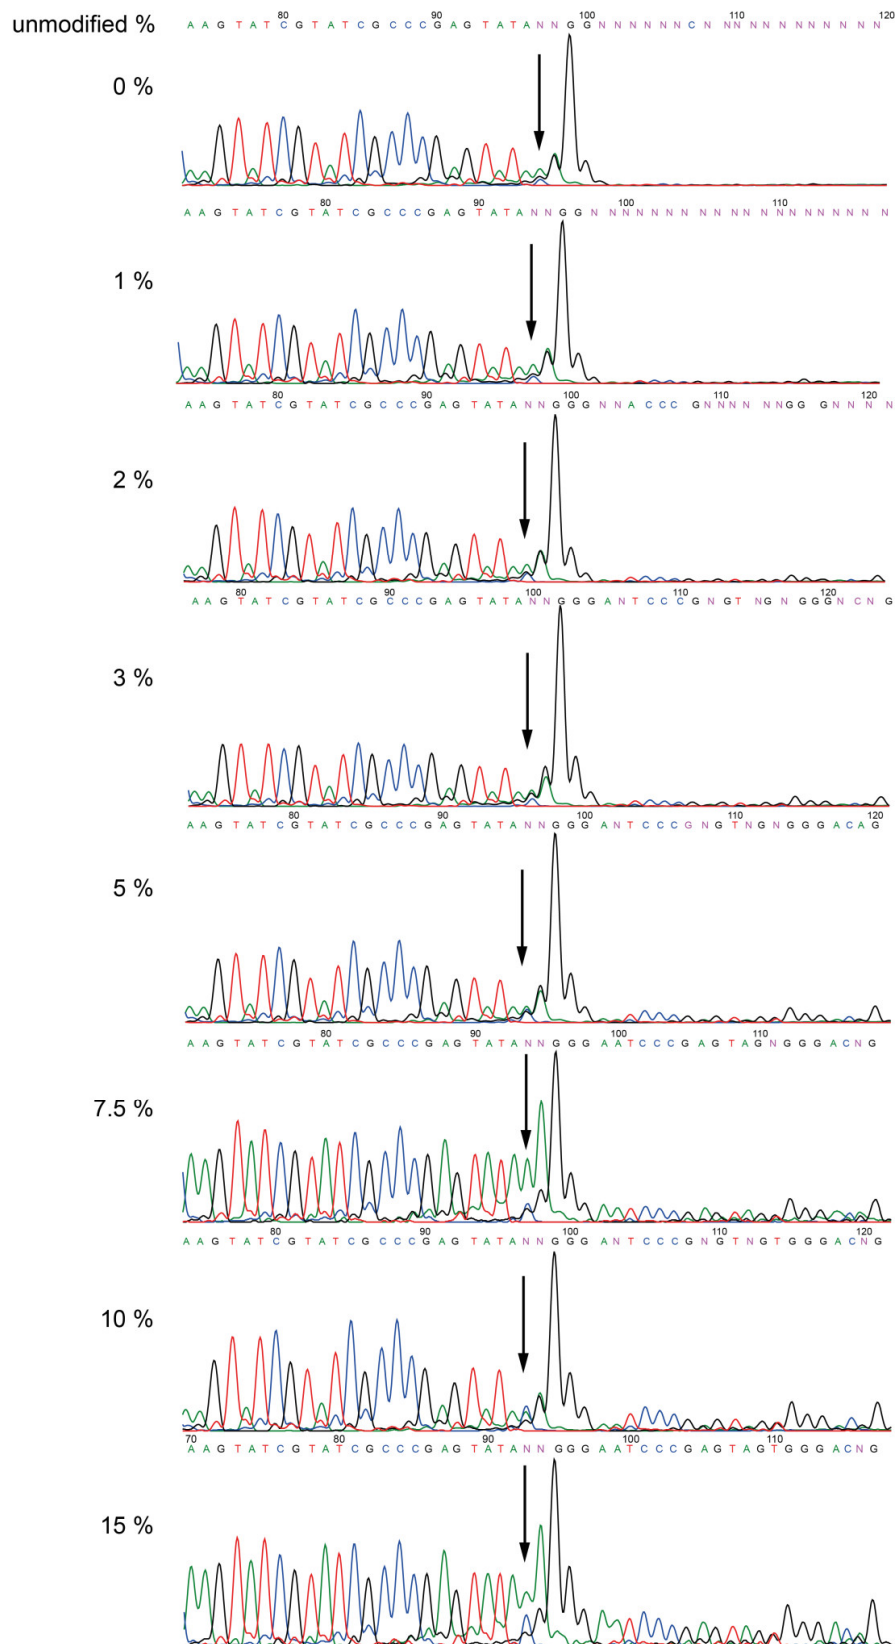 80 90 100 110 120
unmodified % A A G T A T C G T A T C G C C C G A G T A T A N N G G N N N N N N C N N N N N N N N N N N N
0 %
80 90 100 110
A A G T A T C G T A T C G C C C G A G T A T A N N G G N N N N N N N N N N N N N N N N N N N N
1 %
80 90 100 110 120
A A G T A T C G T A T C G C C C G A G T A T A N N G G G N N A C C C G N N N N N N G G G N N N N
2 %
80 90 100 110 120
A A G T A T C G T A T C G C C C G A G T A T A N N G G G A N T C C C G N G T N G N G G G N C N G
3 %
80 90 100 110 120
A A G T A T C G T A T C G C C C G A G T A T A N N G G G A N T C C C G N G T N G N G G G A C A G
5 %
80 90 100 110
A A G T A T C G T A T C G C C C G A G T A T A N N G G G A A T C C C G A G T A G N G G G A C N G
7.5 %
80 90 100 110 120
A A G T A T C G T A T C G C C C G A G T A T A N N G G G A N T C C C G N G T N G T G G G A C N G
10 %
70 80 90 100 110
A A G T A T C G T A T C G C C C G A G T A T A N N G G G A A T C C C G A G T A G T G G G A C N G
15 %